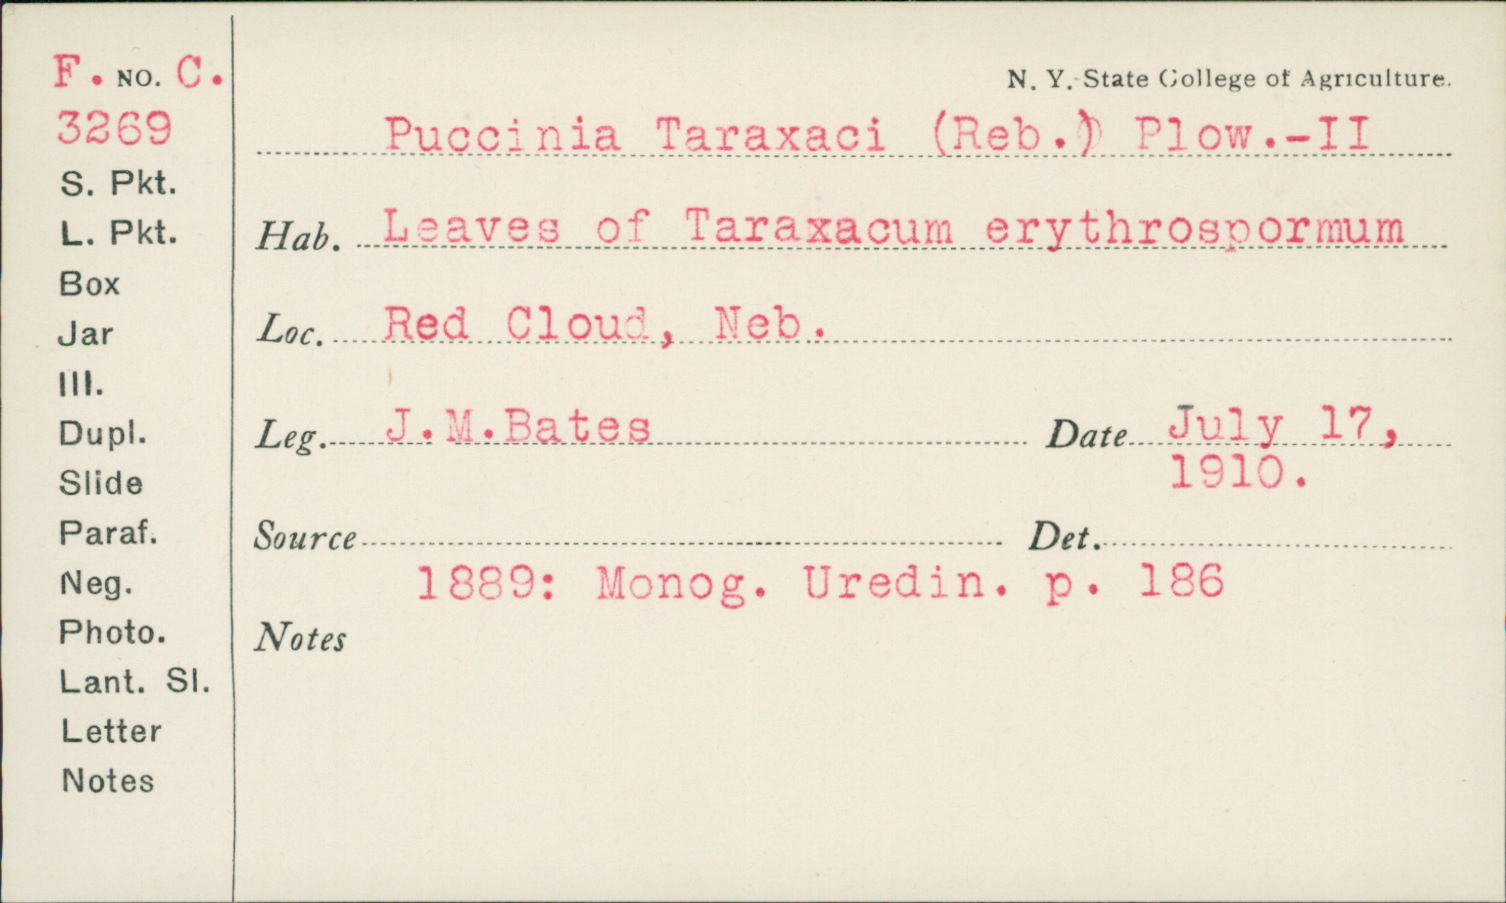 F. NO. C.
3269
S. Pkt.
L. Pkt.
Box
Jar
Ill.
Dupl.
Slide
Paraf.
Neg.
Photo.
Lant. Sl.
Letter
Notes
N. Y. State College of Agriculture.
Puccinia Taraxaci (Reb.) Plow.-II
Hab. Leaves of Taraxacum erythrospormum
Loc. Red Cloud, Neb.
Leg. J.M.Bates Date July 17,
1910.
Source Det.
1889: Monog. Uredin. p. 186
Notes